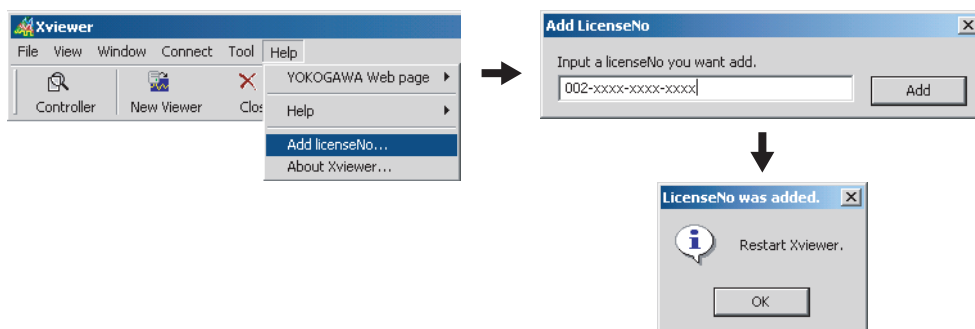 Xviewer
File View Window Connect Tool Help
Controller New Viewer Clos
YOKOGAWA Web page
Help
Add licenseNo...
About Xviewer...
Add LicenseNo
Input a licenseNo you want add.
002-xxxx-xxxx-xxxx
Add
LicenseNo was added.
Restart Xviewer.
OK